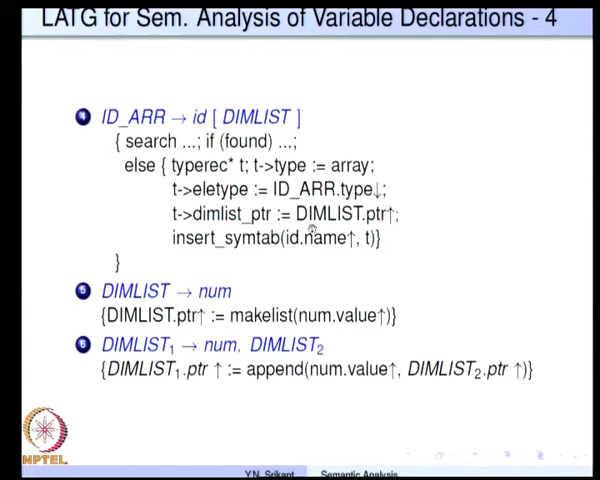 LATG for Sem. Analysis of Variable Declarations - 4
4 ID_ARR → id [ DIMLIST ]
{ search ...; if (found) ...;
else { typerec* t; t->type := array;
t->eletype := ID_ARR.type↓;
t->dimlist_ptr := DIMLIST.ptr↑;
insert_symtab(id.name↑, t)}
}
5 DIMLIST → num
{DIMLIST.ptr↑ := makelist(num.value↑)}
6 DIMLIST₁ → num, DIMLIST₂
{DIMLIST₁.ptr ↑ := append(num.value↑, DIMLIST₂.ptr ↑)}
NPTEL
Y.N. Srikant Semantic Analysis